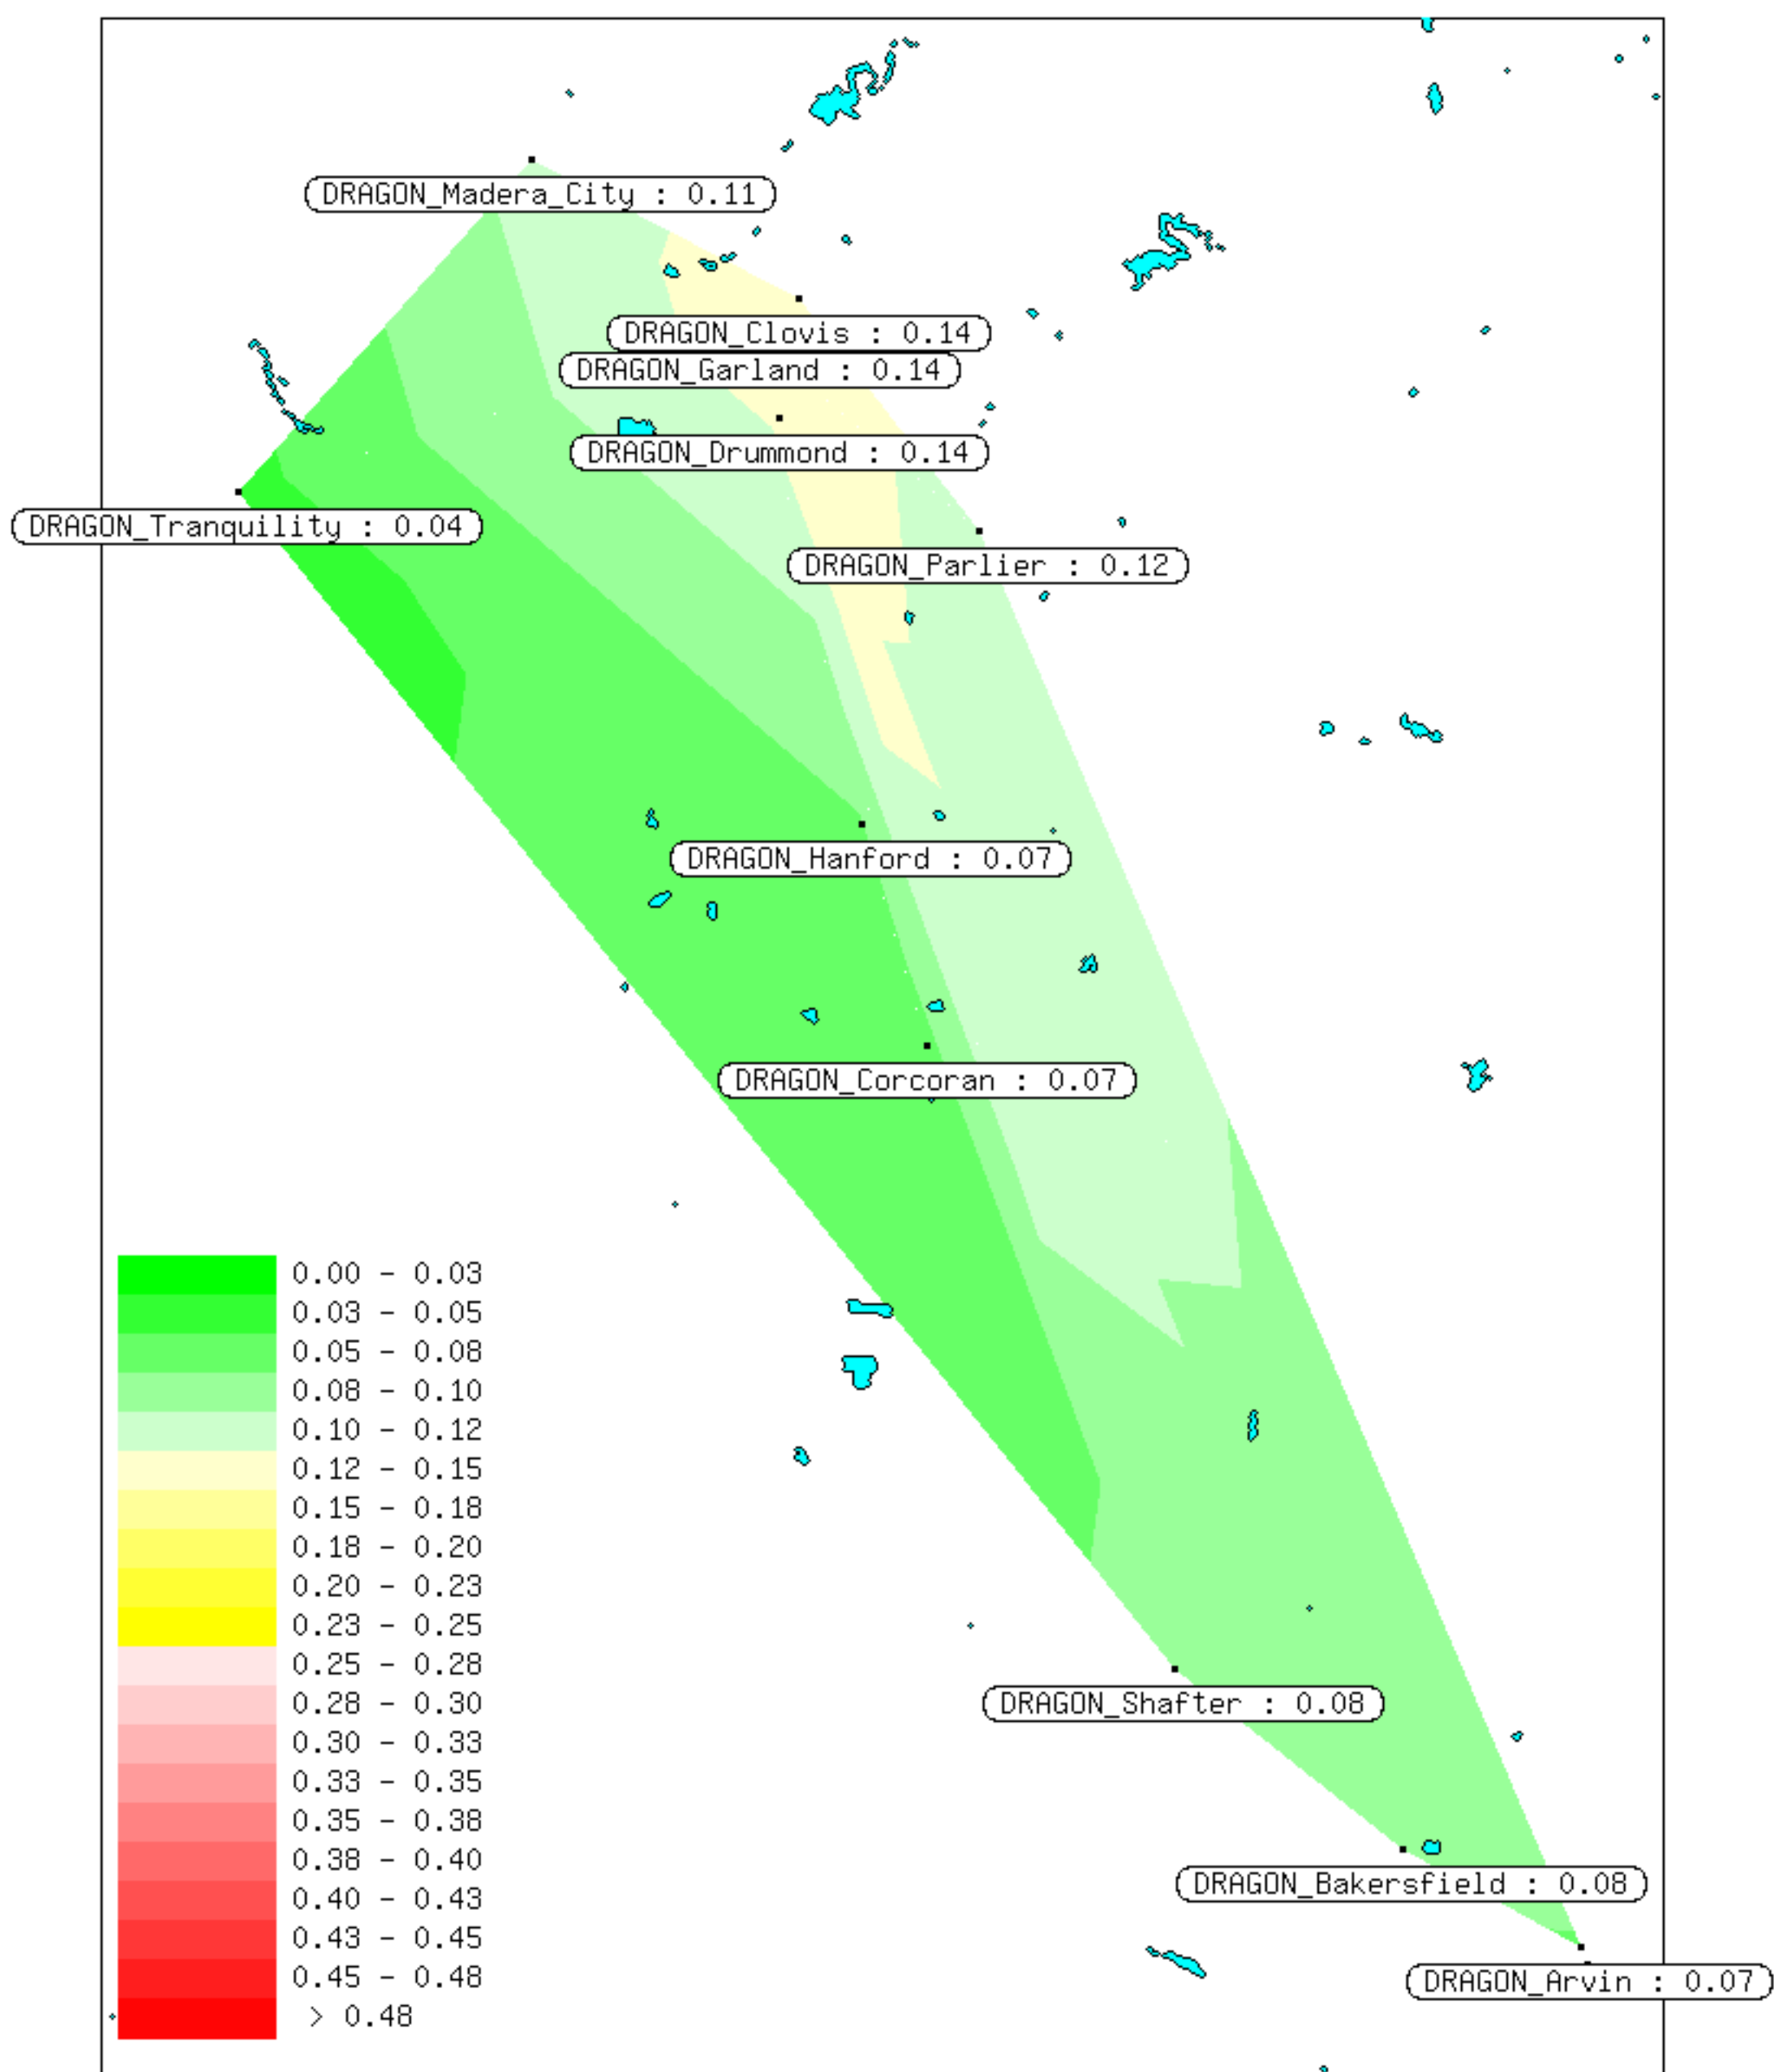 DRAGON_Madera_City : 0.11
DRAGON_Clovis : 0.14
DRAGON_Garland : 0.14
DRAGON_Drummond : 0.14
DRAGON_Tranquility : 0.04
DRAGON_Parlier : 0.12
DRAGON_Hanford : 0.07
DRAGON_Corcoran : 0.07
0.00 - 0.03
0.03 - 0.05
0.05 - 0.08
0.08 - 0.10
0.10 - 0.12
0.12 - 0.15
0.15 - 0.18
0.18 - 0.20
0.20 - 0.23
0.23 - 0.25
0.25 - 0.28
0.28 - 0.30
0.30 - 0.33
0.33 - 0.35
0.35 - 0.38
0.38 - 0.40
0.40 - 0.43
0.43 - 0.45
0.45 - 0.48
> 0.48
DRAGON_Shafter : 0.08
DRAGON_Bakersfield : 0.08
DRAGON_Arvin : 0.07